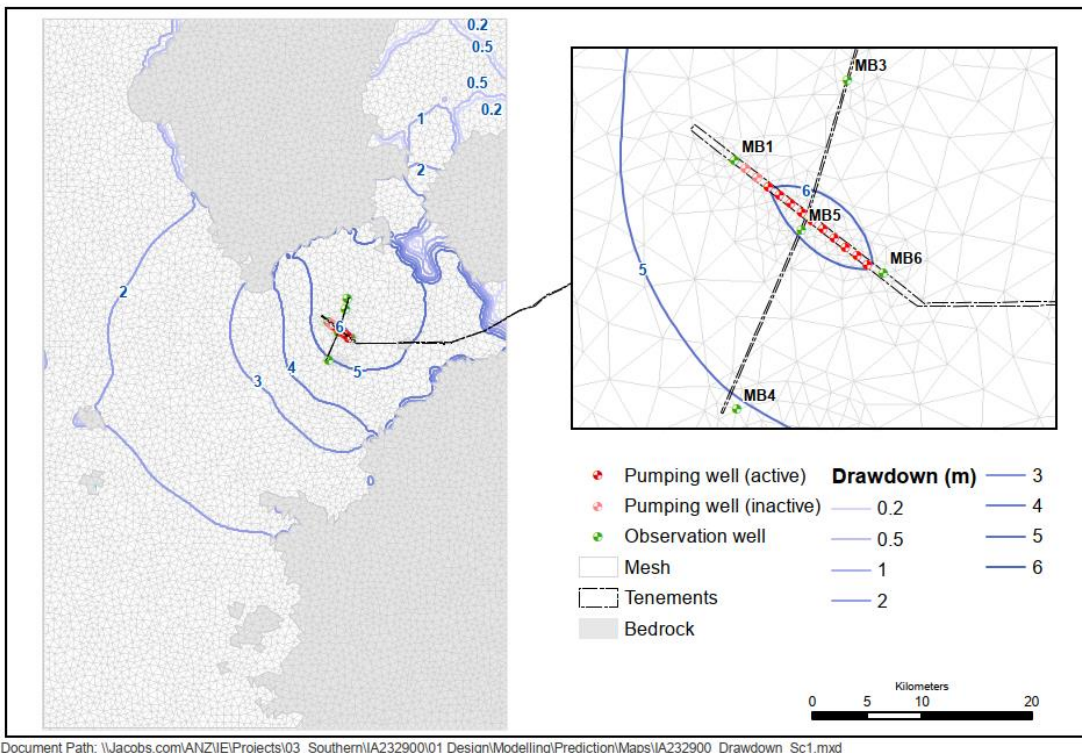 0.2
0.5
0.5
0.2
1
2
2
6
3
4
5
0
MB3
MB1
6
MB5
MB6
5
MB4
Pumping well (active)
Pumping well (inactive)
Observation well
Mesh
Tenements
Bedrock
Drawdown (m)
0.2
0.5
1
2
3
4
5
6
Kilometers
0 5 10 20
Document Path: \\Jacobs.com\ANZ\IE\Projects\03_Southern\IA232900\01 Design\Modelling\Prediction\Maps\IA232900_Drawdown_Sc1.mxd